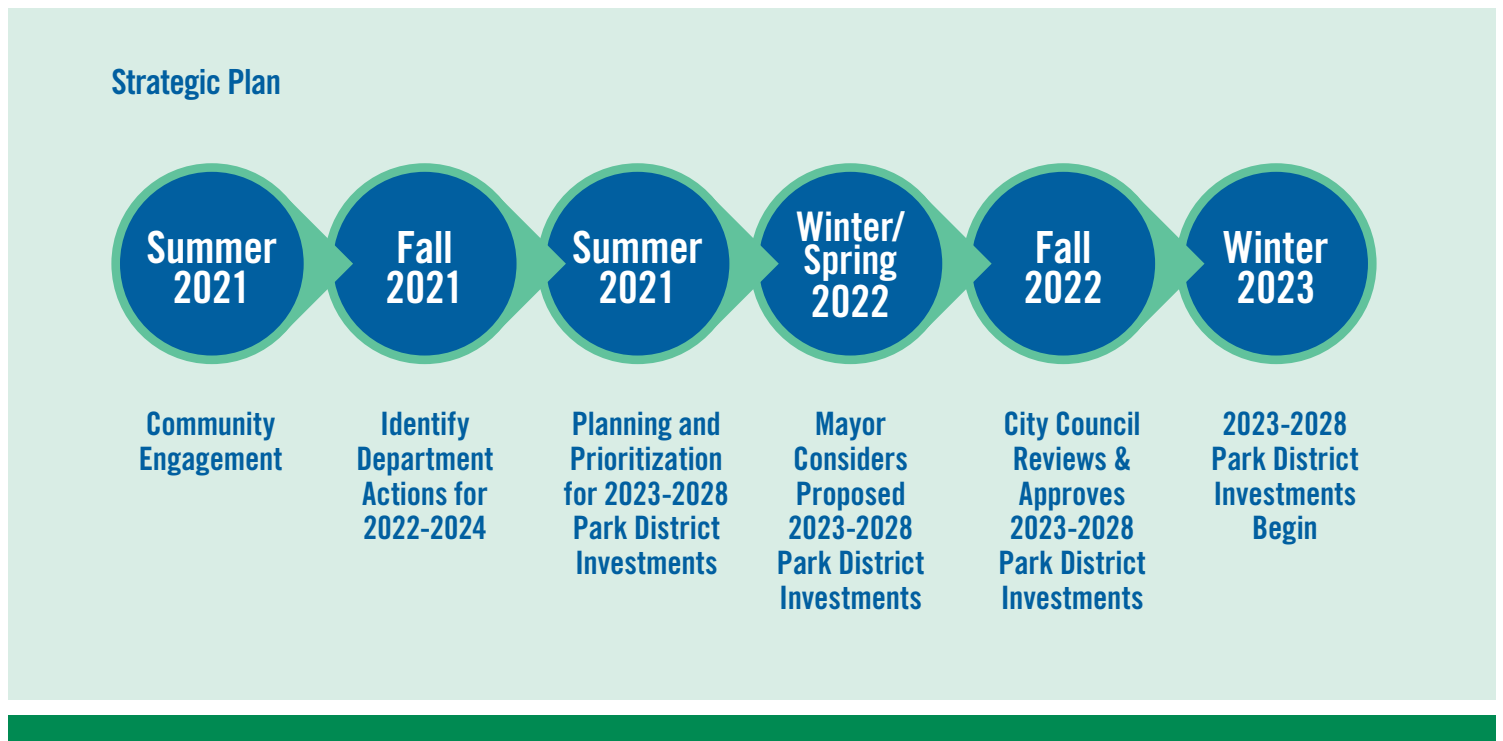 Strategic Plan
Summer
2021
Fall
2021
Summer
2021
Winter/
Spring
2022
Fall
2022
Winter
2023
Community
Engagement
Identify
Department
Actions for
2022-2024
Planning and
Prioritization
for 2023-2028
Park District
Investments
Mayor
Considers
Proposed
2023-2028
Park District
Investments
City Council
Reviews &
Approves
2023-2028
Park District
Investments
2023-2028
Park District
Investments
Begin